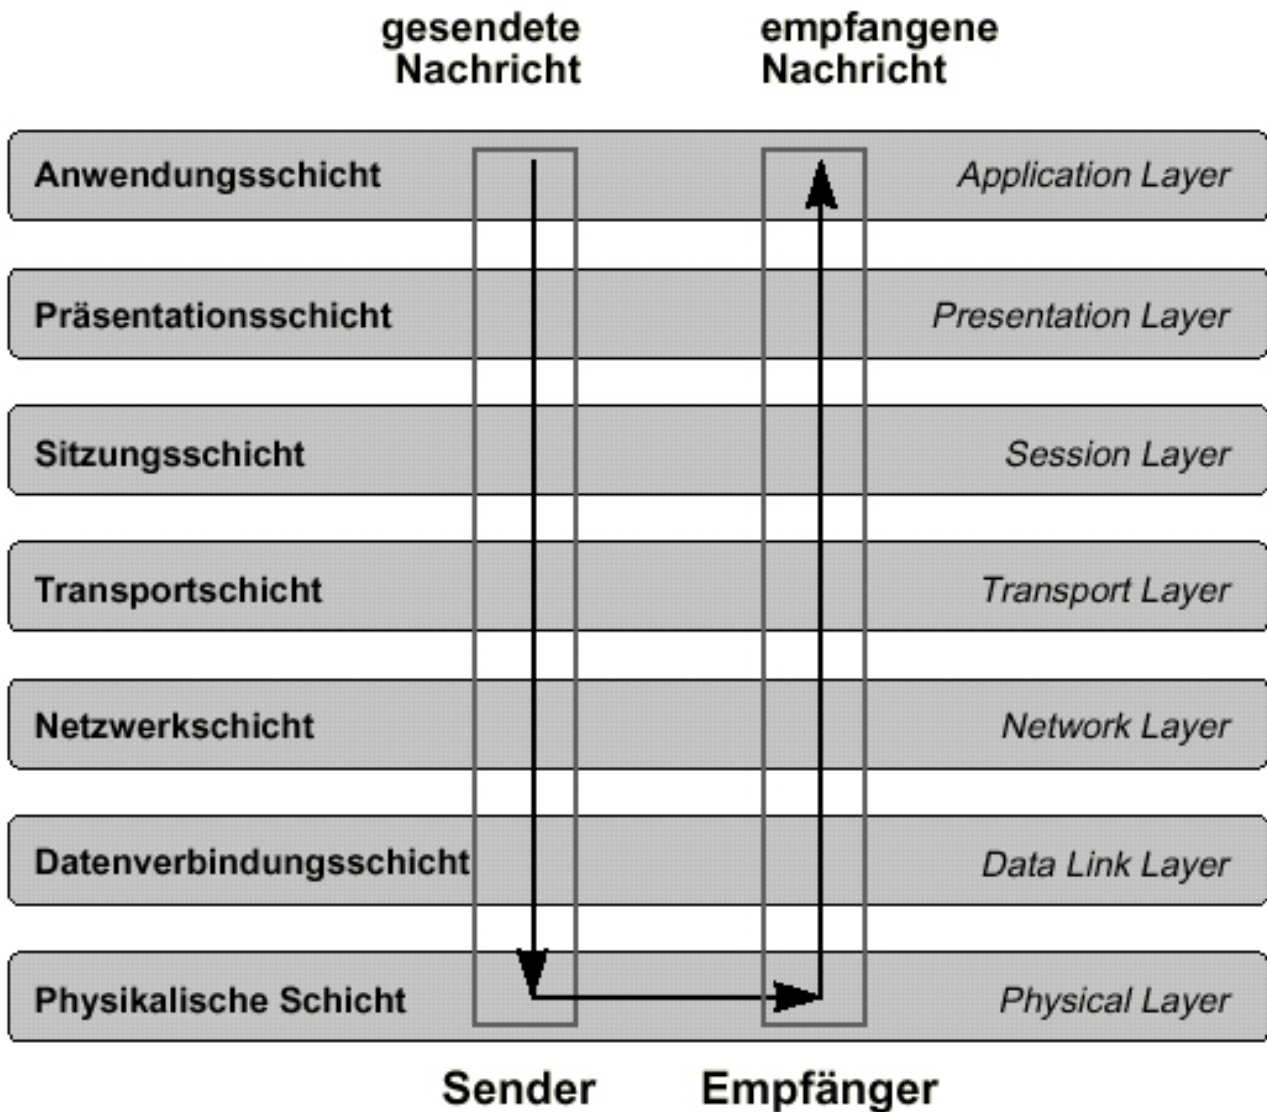 gesendete
Nachricht
empfangene
Nachricht
Anwendungsschicht Application Layer
Präsentationsschicht Presentation Layer
Sitzungsschicht Session Layer
Transportschicht Transport Layer
Netzwerkschicht Network Layer
Datenverbindungsschicht Data Link Layer
Physikalische Schicht Physical Layer
Sender Empfänger